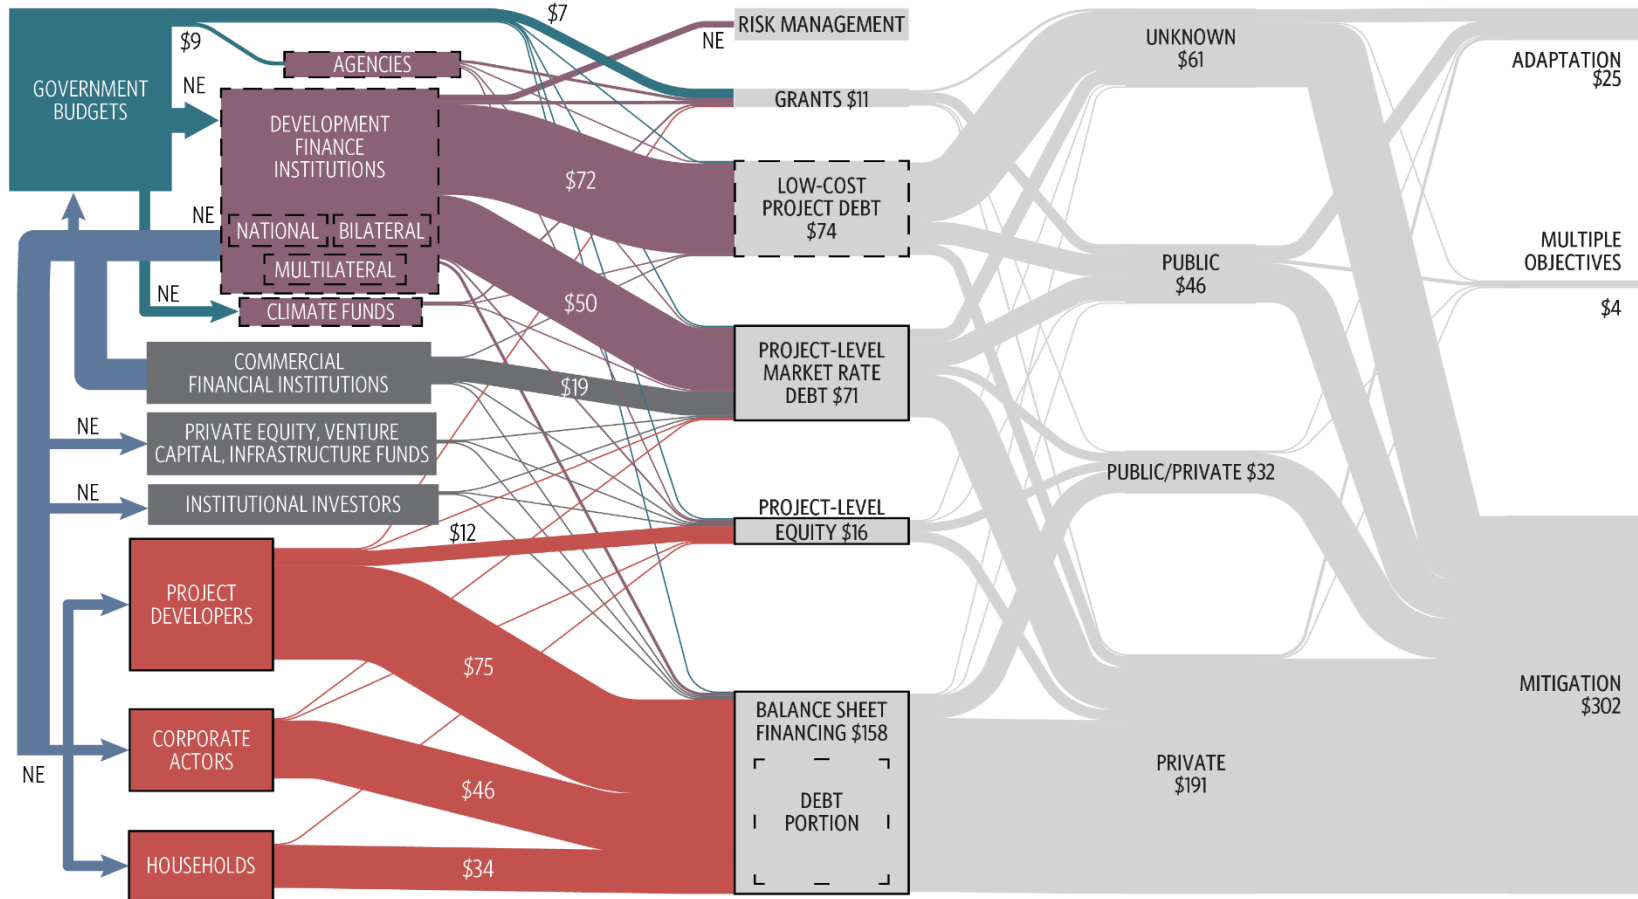 $7
$9
RISK MANAGEMENT
NE
AGENCIES
GOVERNMENT
BUDGETS
NE
DEVELOPMENT
FINANCE
INSTITUTIONS
NE
NATIONAL
BILATERAL
MULTILATERAL
NE
CLIMATE FUNDS
COMMERCIAL
FINANCIAL INSTITUTIONS
NE
PRIVATE EQUITY, VENTURE
CAPITAL, INFRASTRUCTURE FUNDS
NE
INSTITUTIONAL INVESTORS
PROJECT
DEVELOPERS
CORPORATE
ACTORS
NE
HOUSEHOLDS
$72
$50
$19
$12
$75
$46
$34
GRANTS $11
LOW-COST
PROJECT DEBT
$74
PROJECT-LEVEL
MARKET RATE
DEBT $71
PROJECT-LEVEL
EQUITY $16
BALANCE SHEET
FINANCING $158
DEBT
PORTION
UNKNOWN
$61
PUBLIC
$46
PUBLIC/PRIVATE $32
PRIVATE
$191
ADAPTATION
$25
MULTIPLE
OBJECTIVES
$4
MITIGATION
$302